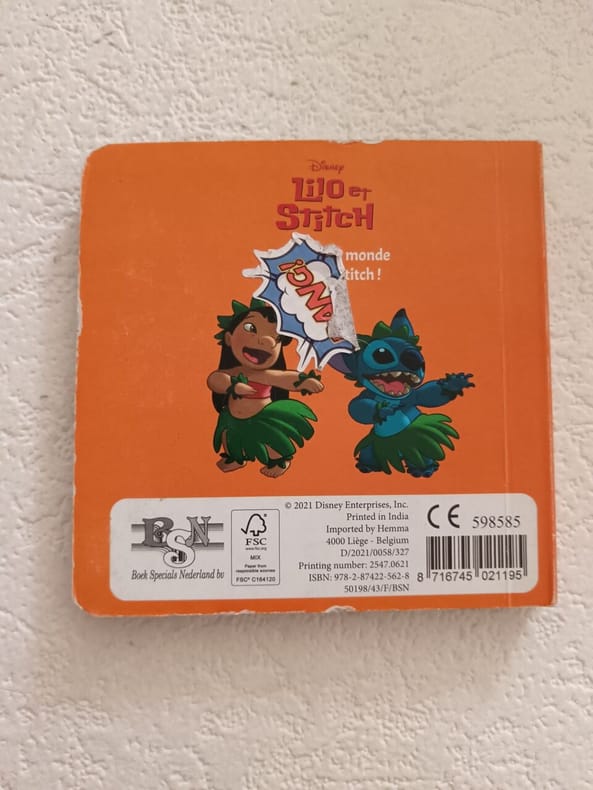 Disney
Lilo et
Stitch
monde
titch !
ANG!
BSN
Boek Specials Nederland bv
FSC
www.fsc.org
MIX
Paper from
responsible sources
FSC® C164120
© 2021 Disney Enterprises, Inc.
Printed in India
Imported by Hemma
4000 Liège - Belgium
D/2021/0058/327
Printing number: 2547.0621
ISBN: 978-2-87422-562-8
50198/43/F/BSN
CE 598585
8 716745 021195